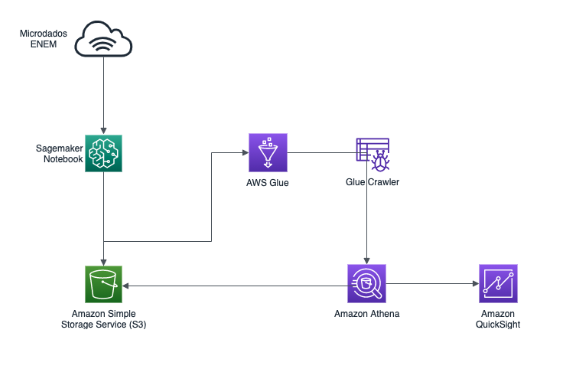 Microdados
ENEM
Sagemaker
Notebook
AWS Glue
Glue Crawler
Amazon Simple
Storage Service (S3)
Amazon Athena
Amazon
QuickSight